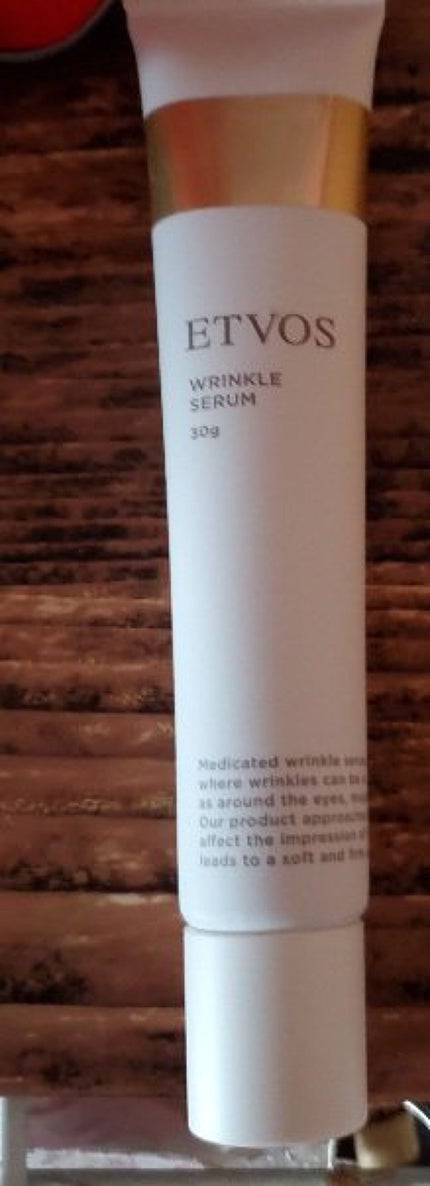 ETVOS
WRINKLE
SERUM
30g
Medicated wrinkle
where wrinkles can be
as around the eyes,
Our product
affect the impression
leads to a soft and